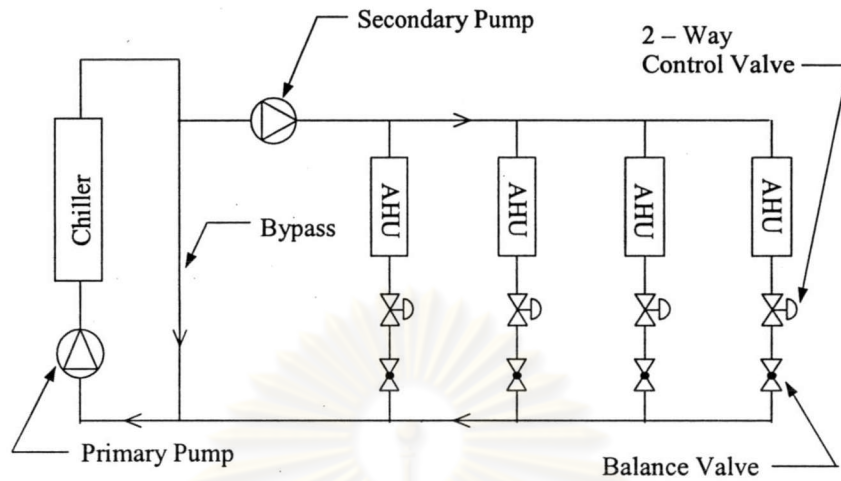 Secondary Pump
2 – Way
Control Valve
Chiller
AHU
AHU
AHU
AHU
Bypass
Primary Pump
Balance Valve